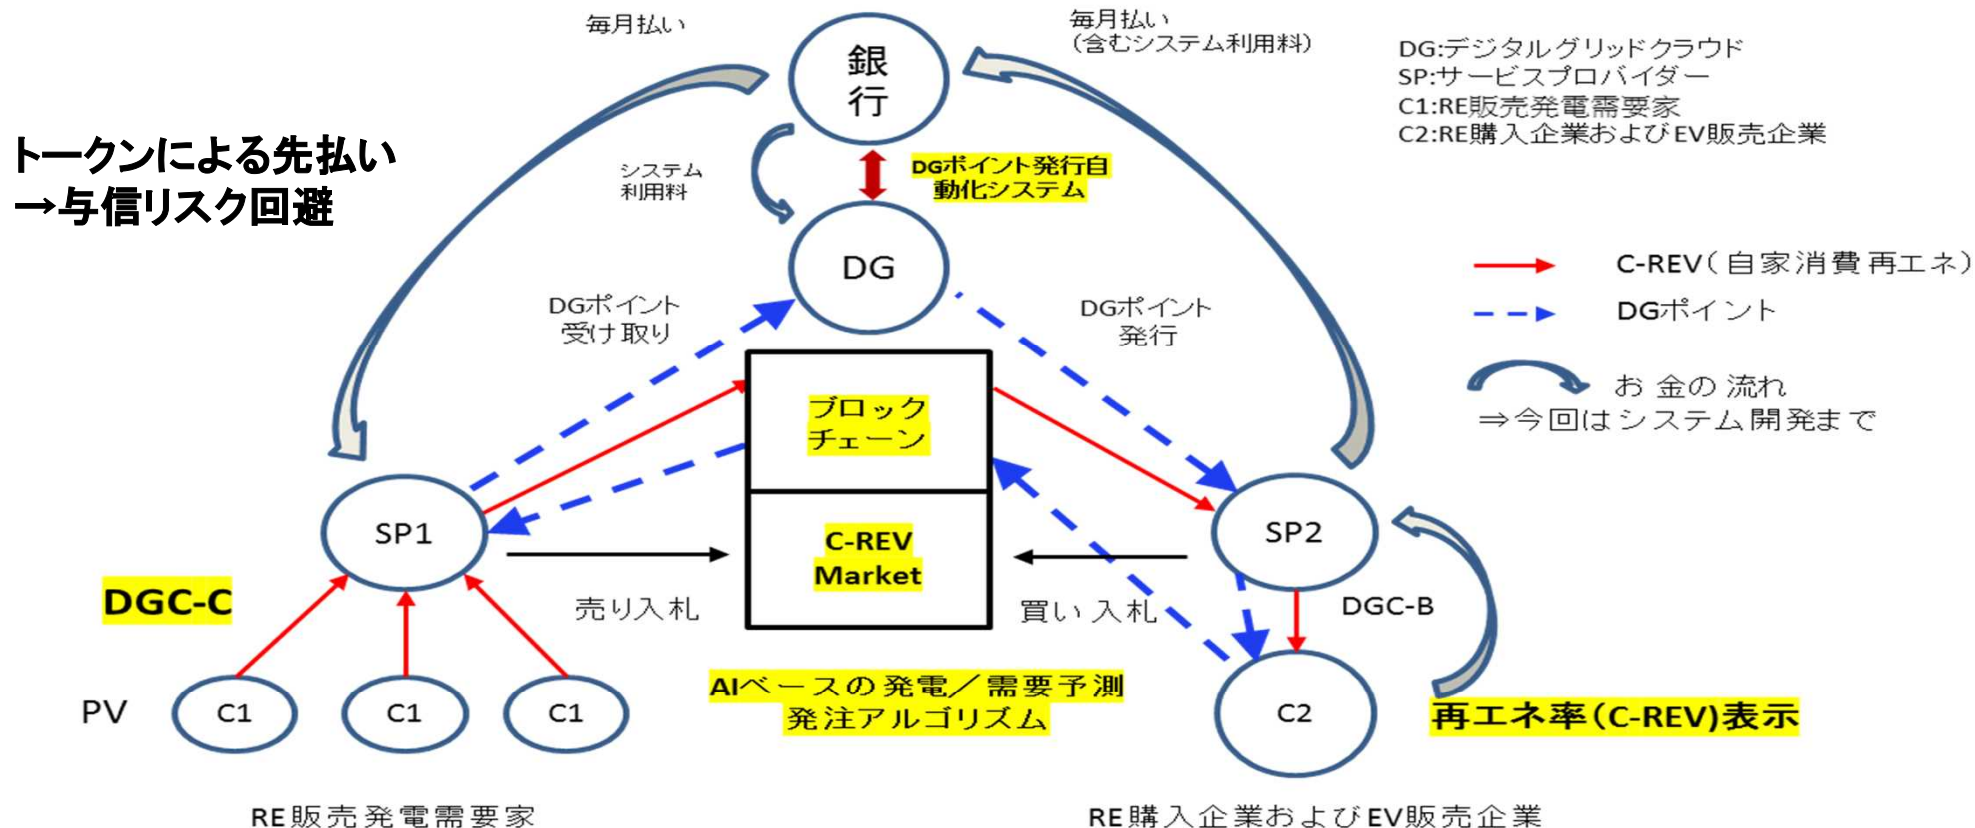 毎月払い
毎月払い
(含むシステム利用料)
銀
行
DG:デジタルグリッドクラウド
SP:サービスプロバイダー
C1:RE販売発電需要家
C2:RE購入企業およびEV販売企業
トークンによる先払い
→与信リスク回避
システム
利用料
DGポイント発行自
動化システム
DG
C-REV(自家消費再エネ)
DGポイント
お金の流れ
⇒今回はシステム開発まで
DGポイント
受け取り
DGポイント
発行
ブロック
チェーン
SP1
C-REV
Market
SP2
DGC-C
売り入札
買い入札
DGC-B
PV
C1
C1
C1
AIベースの発電/需要予測
発注アルゴリズム
C2
再エネ率(C-REV)表示
RE販売発電需要家
RE購入企業およびEV販売企業